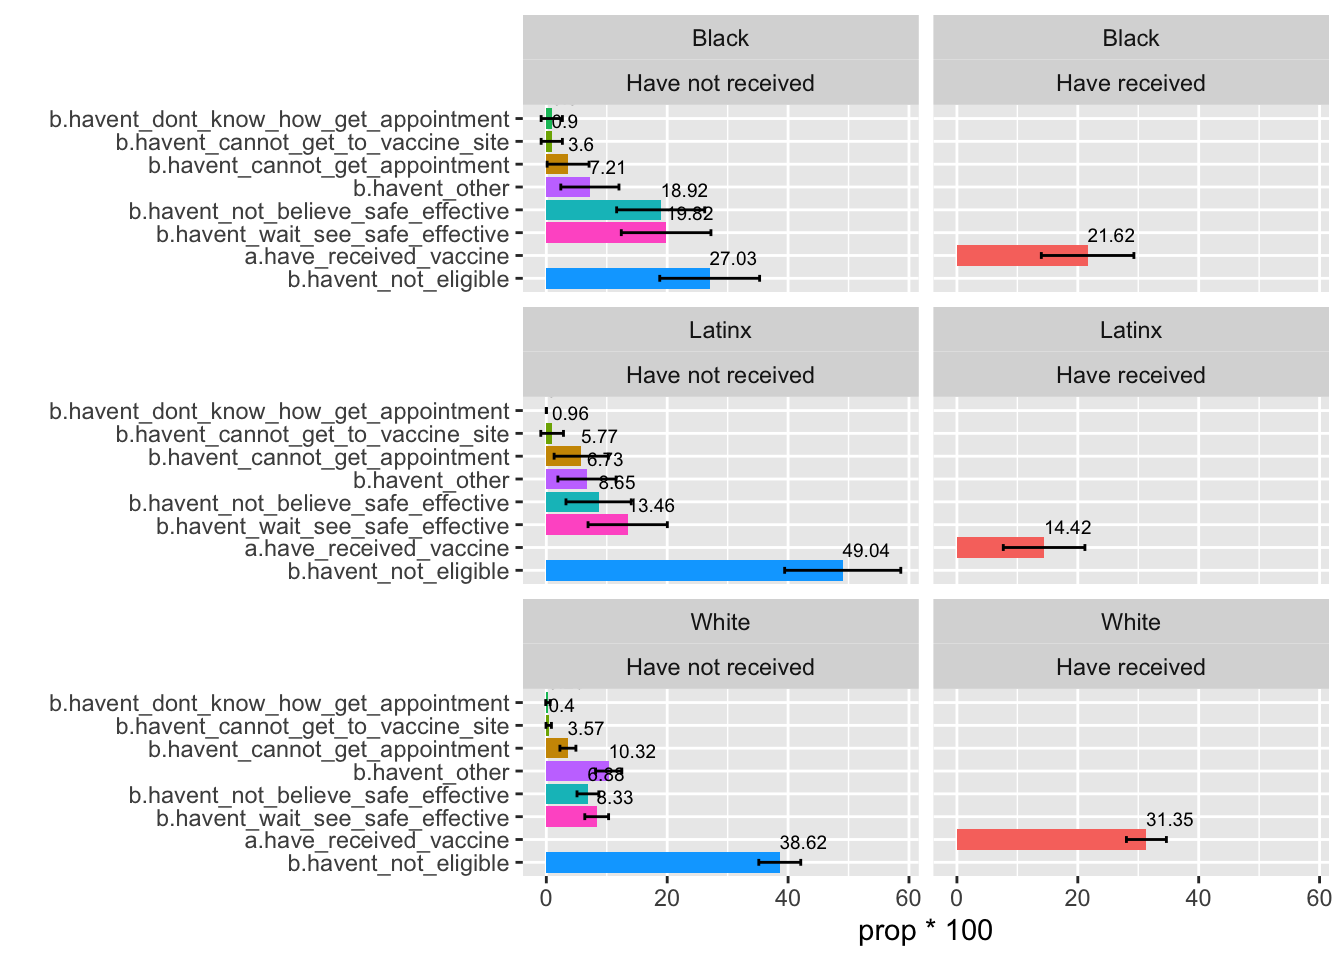 Black
Black
Have not received
Have received
b.havent_dont_know_how_get_appointment
0.9
b.havent_cannot_get_to_vaccine_site
3.6
b.havent_cannot_get_appointment
7.21
b.havent_other
18.92
b.havent_not_believe_safe_effective
19.82
b.havent_wait_see_safe_effective
21.62
a.have_received_vaccine
27.03
b.havent_not_eligible
Latinx
Latinx
Have not received
Have received
b.havent_dont_know_how_get_appointment
0.96
b.havent_cannot_get_to_vaccine_site
5.77
b.havent_cannot_get_appointment
6.73
b.havent_other
8.65
b.havent_not_believe_safe_effective
13.46
b.havent_wait_see_safe_effective
14.42
a.have_received_vaccine
49.04
b.havent_not_eligible
White
White
Have not received
Have received
b.havent_dont_know_how_get_appointment
0.4
b.havent_cannot_get_to_vaccine_site
3.57
b.havent_cannot_get_appointment
10.32
b.havent_other
6.88
b.havent_not_believe_safe_effective
8.33
b.havent_wait_see_safe_effective
31.35
a.have_received_vaccine
38.62
b.havent_not_eligible
0 20 40 60
0 20 40 60
prop * 100